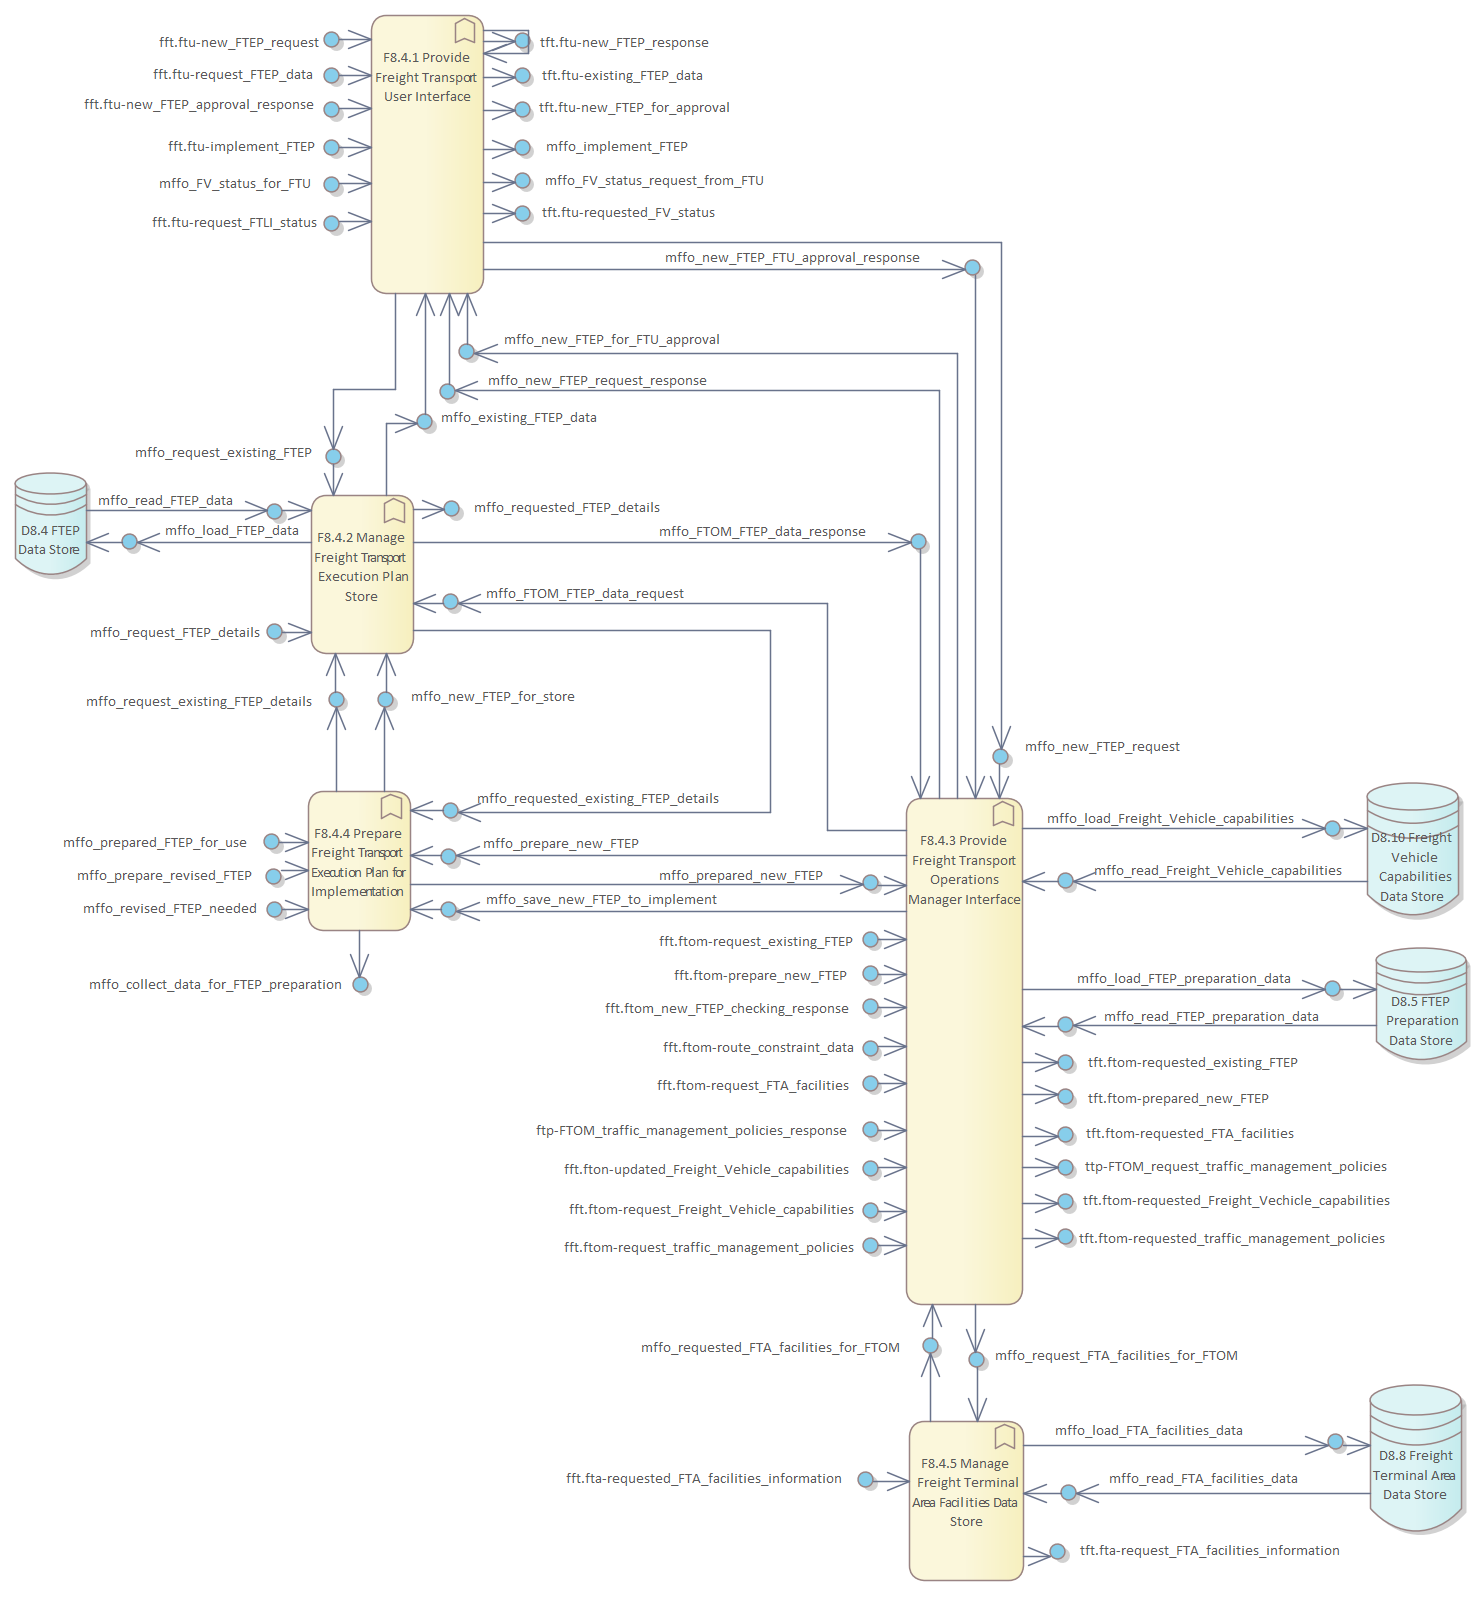 fft.ftu-new_FTEP_request
fft.ftu-request_FTEP_data
fft.ftu-new_FTEP_approval_response
fft.ftu-implement_FTEP
mffo_FV_status_for_FTU
fft.ftu-request_FTLI_status
F8.4.1 Provide
Freight Transport
User Interface
tft.ftu-new_FTEP_response
tft.ftu-existing_FTEP_data
tft.ftu-new_FTEP_for_approval
mffo_implement_FTEP
mffo_FV_status_request_from_FTU
tft.ftu-requested_FV_status
mffo_new_FTEP_FTU_approval_response
mffo_new_FTEP_for_FTU_approval
mffo_new_FTEP_request_response
mffo_existing_FTEP_data
mffo_request_existing_FTEP
D8.4 FTEP
Data Store
mffo_read_FTEP_data
mffo_load_FTEP_data
F8.4.2 Manage
Freight Transport
Execution Plan
Store
mffo_requested_FTEP_details
mffo_FTOM_FTEP_data_response
mffo_FTOM_FTEP_data_request
mffo_request_FTEP_details
mffo_request_existing_FTEP_details
mffo_new_FTEP_for_store
mffo_new_FTEP_request
mffo_requested_existing_FTEP_details
F8.4.4 Prepare
Freight Transport
Execution Plan for
Implementation
mffo_prepared_FTEP_for_use
mffo_prepare_revised_FTEP
mffo_revised_FTEP_needed
mffo_collect_data_for_FTEP_preparation
mffo_prepare_new_FTEP
mffo_prepared_new_FTEP
mffo_save_new_FTEP_to_implement
F8.4.3 Provide
Freight Transport
Operations
Manager Interface
mffo_load_Freight_Vehicle_capabilities
mffo_read_Freight_Vehicle_capabilities
D8.10 Freight
Vehicle
Capabilities
Data Store
fft.ftom-request_existing_FTEP
fft.ftom-prepare_new_FTEP
fft.ftom_new_FTEP_checking_response
fft.ftom-route_constraint_data
fft.ftom-request_FTA_facilities
ftp-FTOM_traffic_management_policies_response
fft.fton-updated_Freight_Vehicle_capabilities
fft.ftom-request_Freight_Vehicle_capabilities
fft.ftom-request_traffic_management_policies
mffo_load_FTEP_preparation_data
mffo_read_FTEP_preparation_data
D8.5 FTEP
Preparation
Data Store
tft.ftom-requested_existing_FTEP
tft.ftom-prepared_new_FTEP
tft.ftom-requested_FTA_facilities
ttp-FTOM_request_traffic_management_policies
tft.ftom-requested_Freight_Vechicle_capabilities
tft.ftom-requested_traffic_management_policies
mffo_requested_FTA_facilities_for_FTOM
mffo_request_FTA_facilities_for_FTOM
fft.fta-requested_FTA_facilities_information
F8.4.5 Manage
Freight Terminal
Area Facilities Data
Store
mffo_load_FTA_facilities_data
mffo_read_FTA_facilities_data
D8.8 Freight
Terminal Area
Data Store
tft.fta-request_FTA_facilities_information